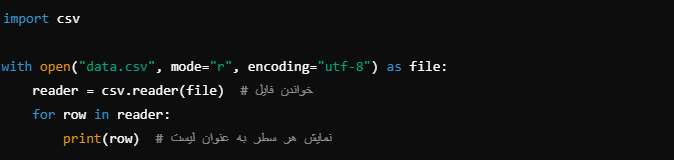 import csv
with open("data.csv", mode="r", encoding="utf-8") as file:
    reader = csv.reader(file)  # خواندن فایل
    for row in reader:
        print(row)  # نمایش هر سطر به عنوان لیست